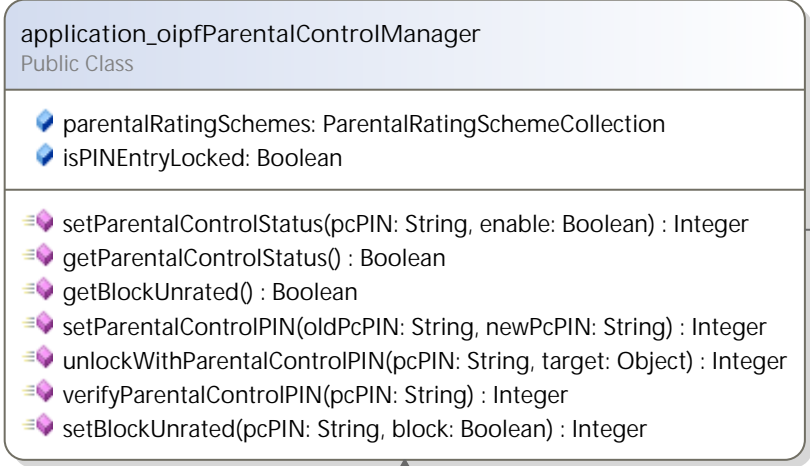 application_oipfParentalControlManager
Public Class
parentalRatingSchemes: ParentalRatingSchemeCollection
isPINEntryLocked: Boolean
setParentalControlStatus(pcPIN: String, enable: Boolean) : Integer
getParentalControlStatus() : Boolean
getBlockUnrated() : Boolean
setParentalControlPIN(oldPcPIN: String, newPcPIN: String) : Integer
unlockWithParentalControlPIN(pcPIN: String, target: Object) : Integer
verifyParentalControlPIN(pcPIN: String) : Integer
setBlockUnrated(pcPIN: String, block: Boolean) : Integer